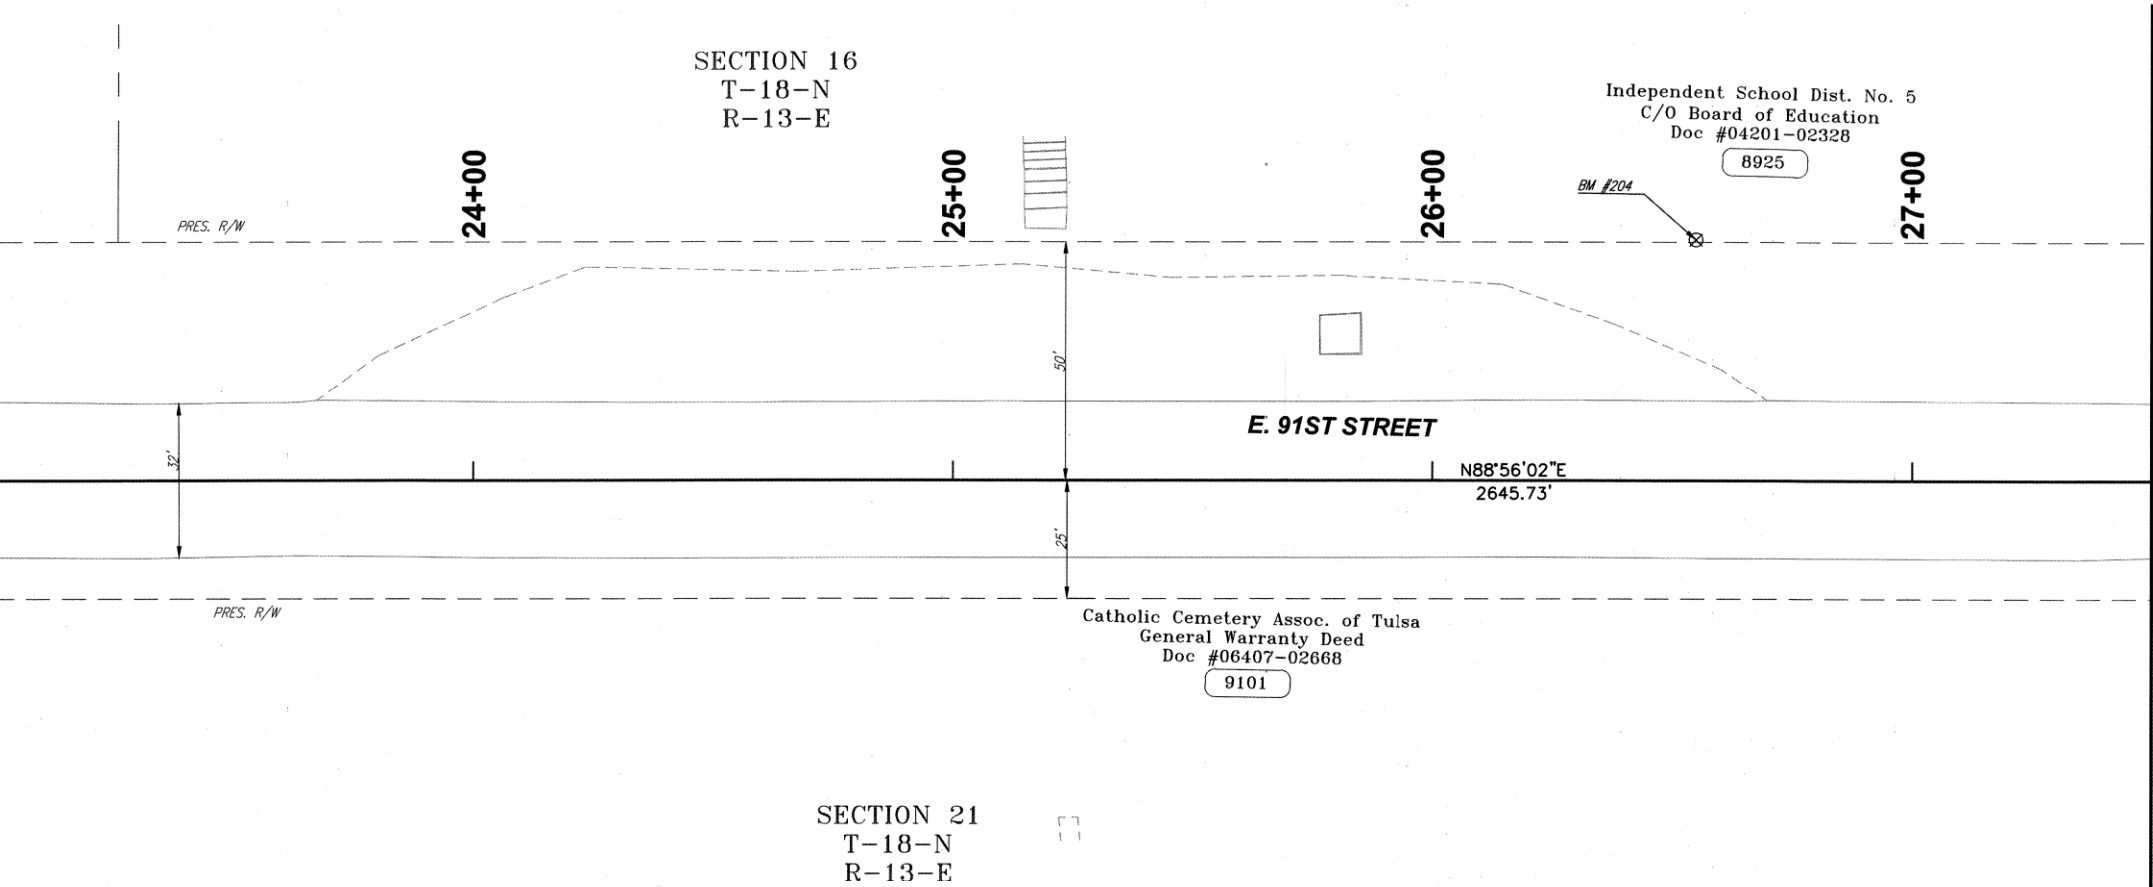 SECTION 16
T-18-N
R-13-E
Independent School Dist. No. 5
C/O Board of Education
Doc #04201-02328
8925
BM #204
24+00
25+00
26+00
27+00
PRES. R/W
50'
E. 91ST STREET
32'
N88°56'02"E
2645.73'
25'
PRES. R/W
Catholic Cemetery Assoc. of Tulsa
General Warranty Deed
Doc #06407-02668
9101
SECTION 21
T-18-N
R-13-E